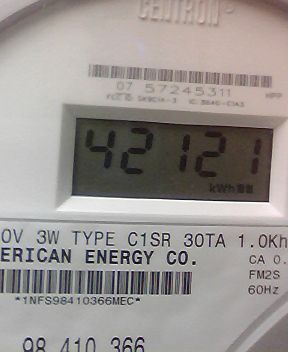 CENTRON
07 57245311
42121
kWh
0V 3W TYPE C1SR 30TA 1.0Kh
ERICAN ENERGY CO. CA 0.
FM2S
*1NFS98410366MEC* 60Hz
98 410 366